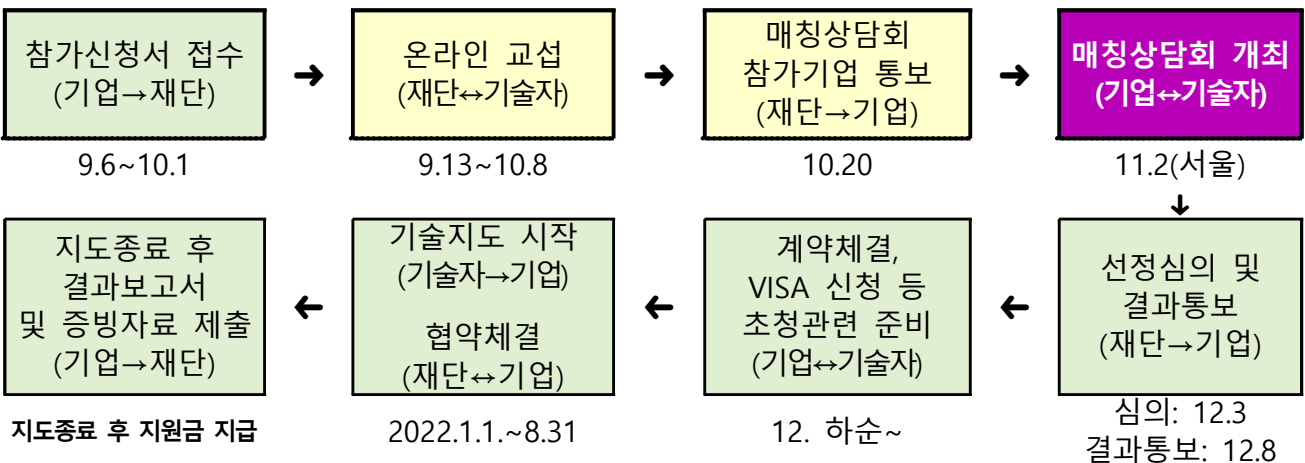 참가신청서 접수
(기업→재단)
➜
온라인 교섭
(재단↔기술자)
➜
매칭상담회
참가기업 통보
(재단→기업)
➜
매칭상담회 개최
(기업↔기술자)
9.6~10.1
9.13~10.8
10.20
11.2(서울)
↓
선정심의 및
결과통보
(재단→기업)
심의: 12.3
결과통보: 12.8
←
계약체결,
VISA 신청 등
초청관련 준비
(기업↔기술자)
12. 하순~
←
기술지도 시작
(기술자→기업)
협약체결
(재단↔기업)
2022.1.1.~8.31
←
지도종료 후
결과보고서
및 증빙자료 제출
(기업→재단)
지도종료 후 지원금 지급